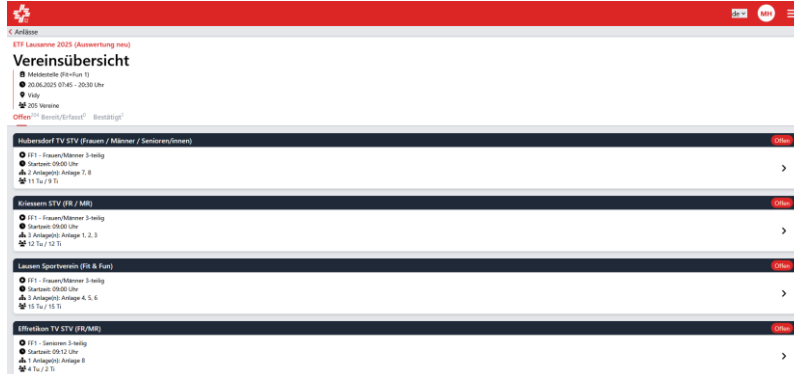 de
MH
< Anlässe
ETF Lausanne 2025 (Auswertung neu)
Vereinsübersicht
Meldestelle (Fit+Fun 1)
20.06.2025 07:45 - 20:30 Uhr
Vidy
205 Vereine
Offen204 Bereit/Erfasst0 Bestätigt1
Hubersdorf TV STV (Frauen / Männer / Senioren/innen) Offen
FF1 - Frauen/Männer 3-teilig
Startzeit: 09:00 Uhr
2 Anlage(n): Anlage 7, 8
11 Tu / 9 Ti
Kriessern STV (FR / MR) Offen
FF1 - Frauen/Männer 3-teilig
Startzeit: 09:00 Uhr
3 Anlage(n): Anlage 1, 2, 3
12 Tu / 12 Ti
Lausen Sportverein (Fit & Fun) Offen
FF1 - Frauen/Männer 3-teilig
Startzeit: 09:00 Uhr
3 Anlage(n): Anlage 4, 5, 6
15 Tu / 15 Ti
Effretikon TV STV (FR/MR) Offen
FF1 - Senioren 3-teilig
Startzeit: 09:12 Uhr
1 Anlage(n): Anlage 8
4 Tu / 2 Ti